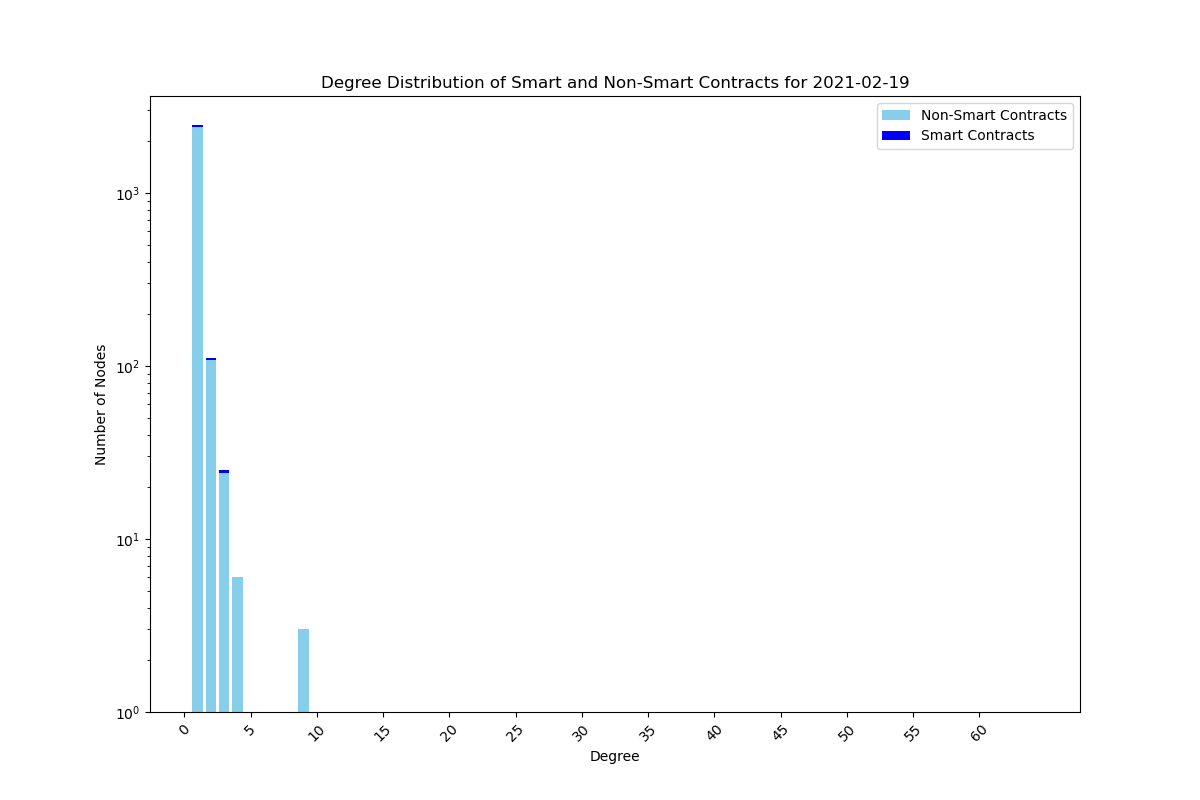 Degree Distribution of Smart and Non-Smart Contracts for 2021-02-19
Non-Smart Contracts
Smart Contracts
Number of Nodes
10³
10²
10¹
10⁰
0 5 10 15 20 25 30 35 40 45 50 55 60
Degree